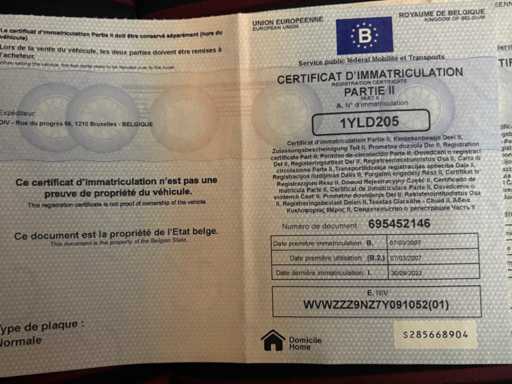 Le certificat d'immatriculation Partie II doit être conservé séparément (hors du
véhicule)
Lors de la vente du véhicule, les deux parties doivent être remises à
l'acheteur.
Expéditeur:
DIV - Rue du progrès 56, 1210 Bruxelles - BELGIQUE
Ce certificat d'immatriculation n'est pas une
preuve de propriété du véhicule.
This registration certificate is not proof of ownership of the vehicle
Ce document est la propriété de l'Etat belge.
This document is the property of the Belgian State.
Type de plaque :
Normale
UNION EUROPEENNE
EUROPEAN UNION
B
ROYAUME DE BELGIQUE
KINGDOM OF BELGIUM
Service public fédéral Mobilité et Transports
CERTIFICAT D'IMMATRICULATION
REGISTRATION CERTIFICATE
PARTIE II
PART II
A. N° d'immatriculation
1YLD205
Numéro de document 695452146
Date première immatriculation B. 07/03/2007
Date première utilisation (B.2.) 07/03/2007
Date dernière immatriculation I. 30/09/2022
E. NIV
WVWZZZ9NZ7Y091052(01)
Domicile
Home
S285668904